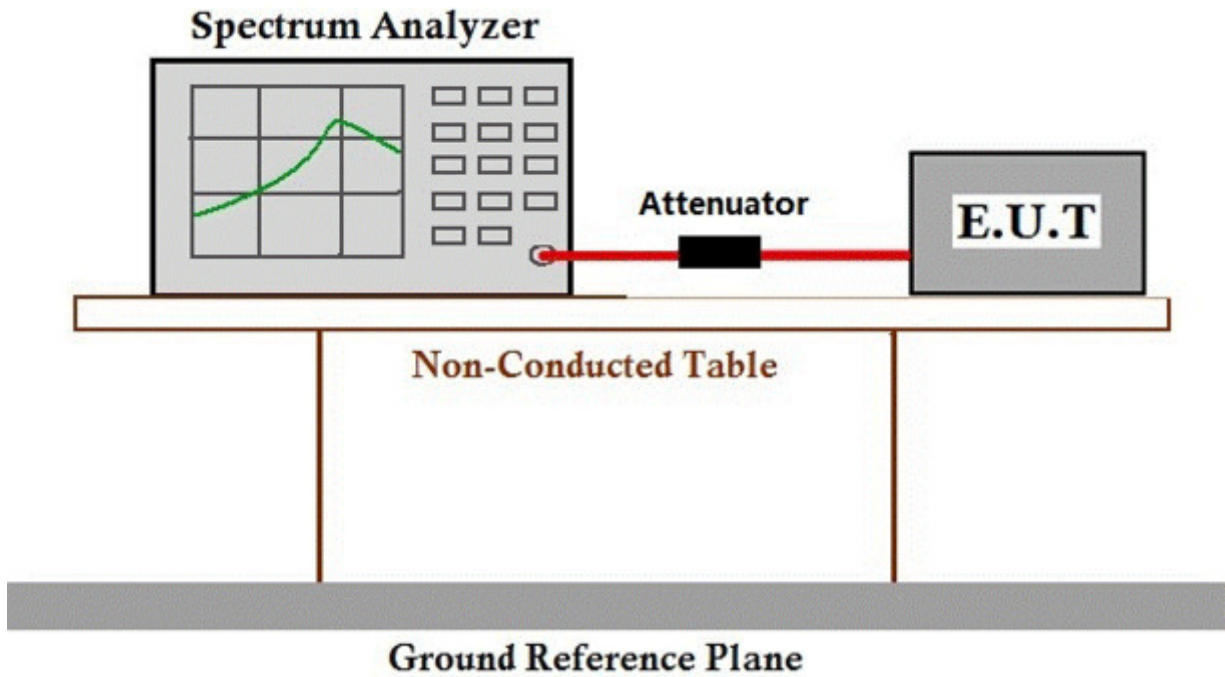 Spectrum Analyzer
Attenuator
E.U.T
Non-Conducted Table
Ground Reference Plane